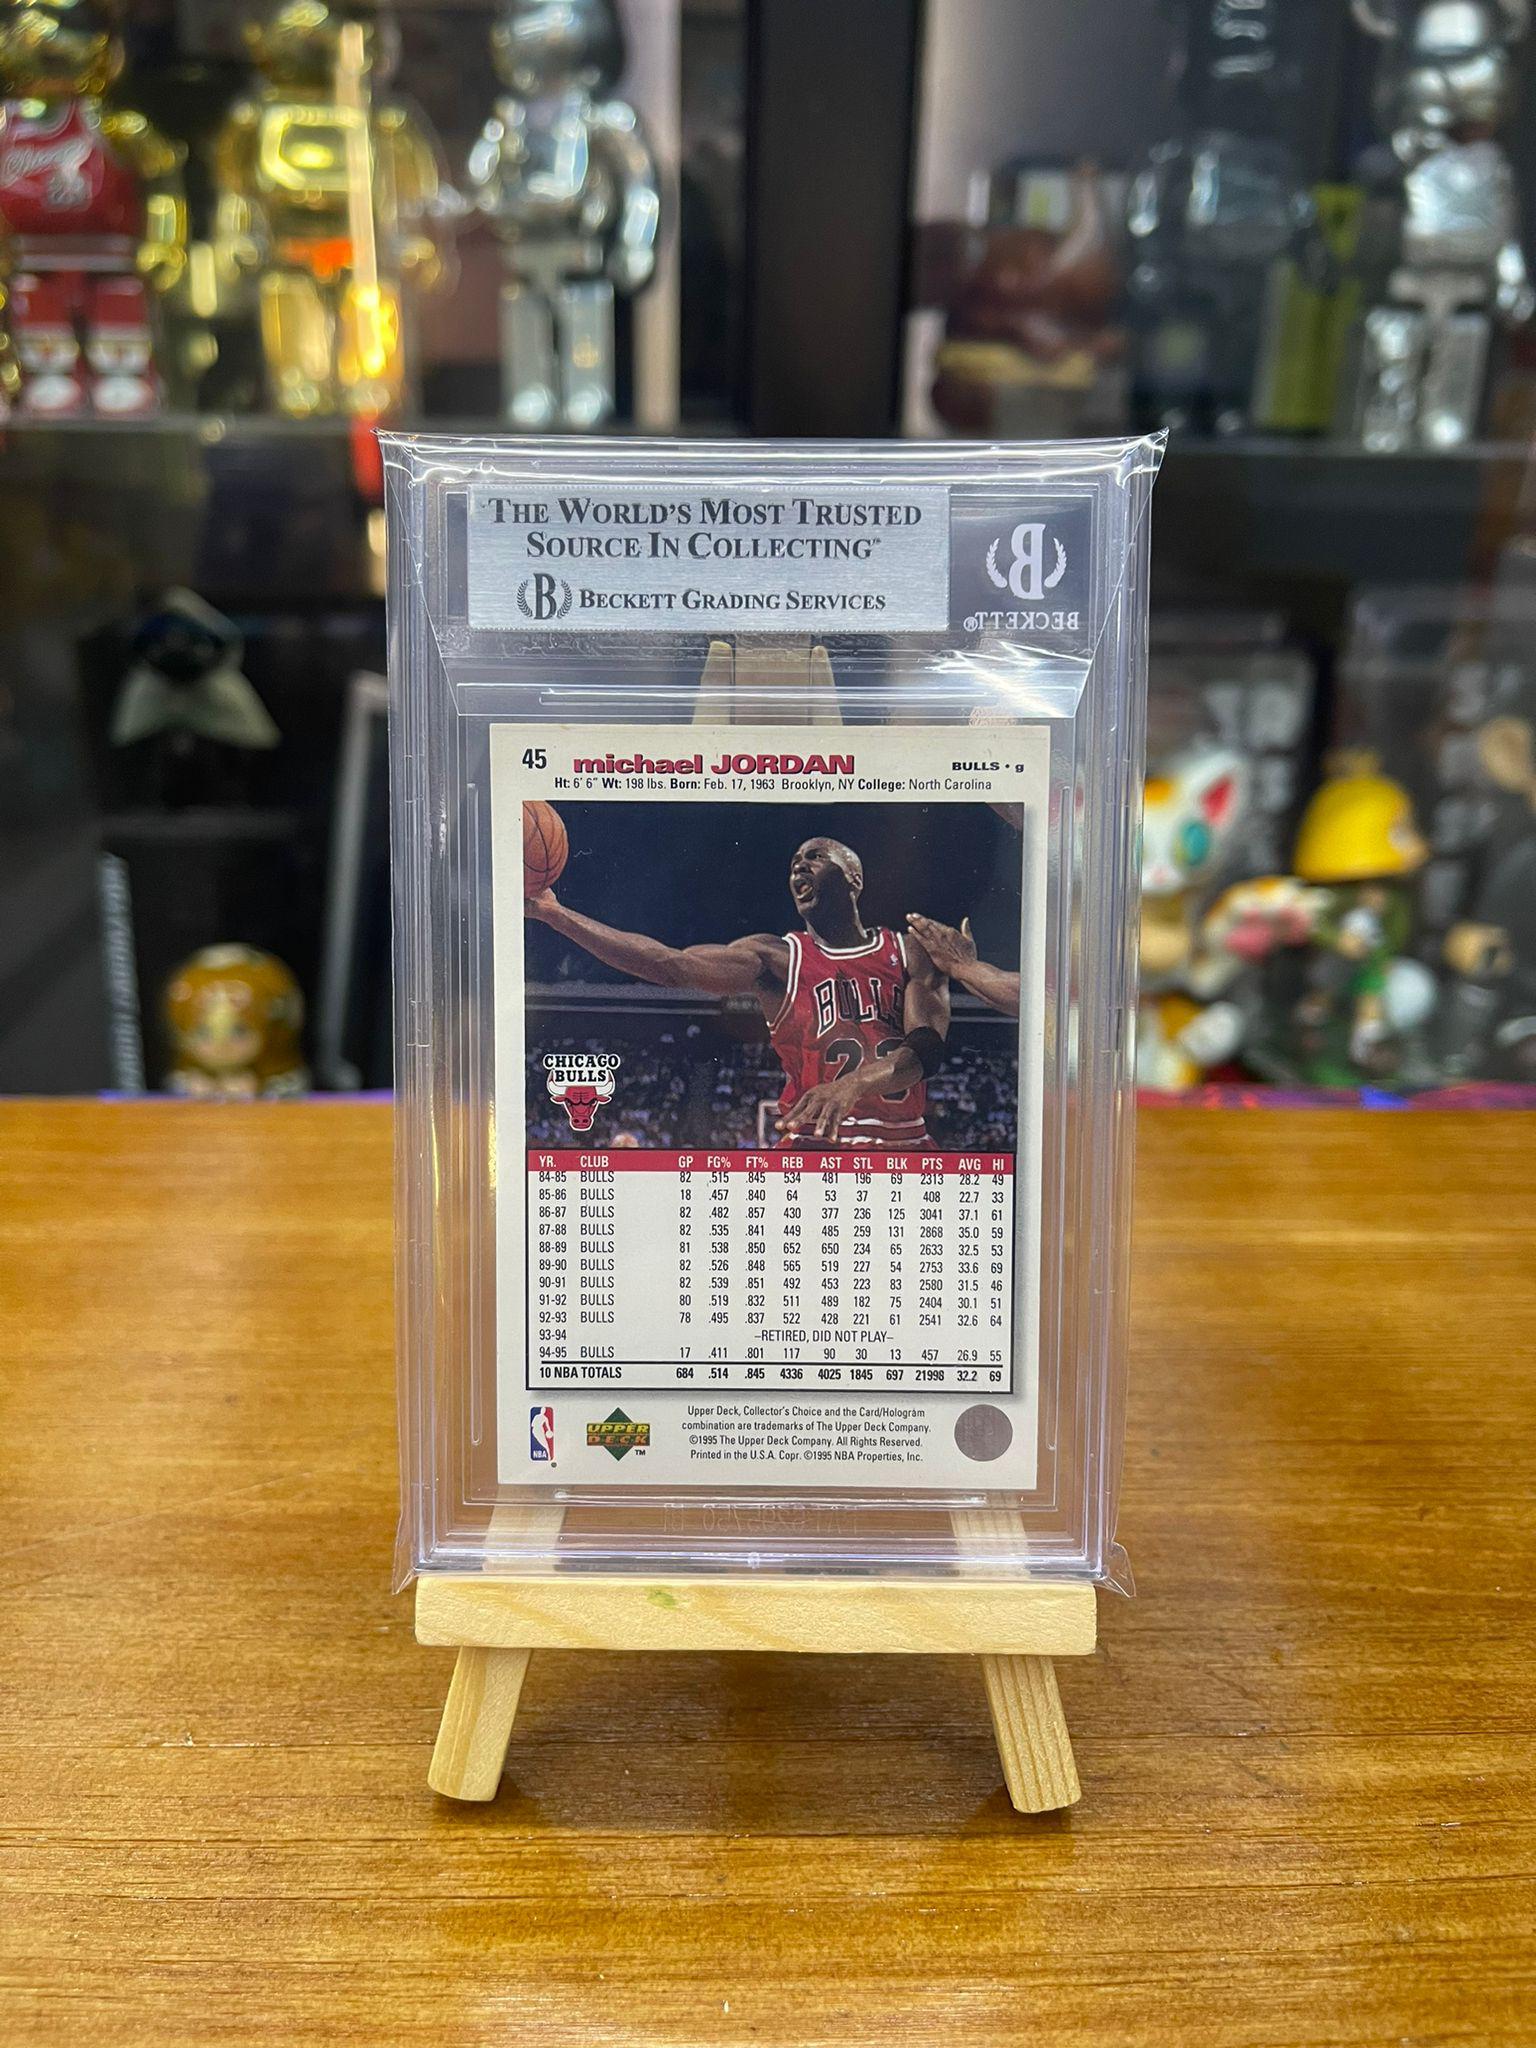 THE WORLD'S MOST TRUSTED
SOURCE IN COLLECTING™
B BECKETT GRADING SERVICES
B
BECKETT®
45 michael JORDAN BULLS • g
Ht: 6' 6" Wt: 198 lbs. Born: Feb. 17, 1963 Brooklyn, NY College: North Carolina
BULLS
23
CHICAGO
BULLS
YR. CLUB GP FG% FT% REB AST STL BLK PTS AVG HI
84-85 BULLS 82 .515 .845 534 481 196 69 2313 28.2 49
85-86 BULLS 18 .457 .840 64 53 37 21 408 22.7 33
86-87 BULLS 82 .482 .857 430 377 236 125 3041 37.1 61
87-88 BULLS 82 .535 .841 449 485 259 131 2868 35.0 59
88-89 BULLS 81 .538 .850 652 650 234 65 2633 32.5 53
89-90 BULLS 82 .526 .848 565 519 227 54 2753 33.6 69
90-91 BULLS 82 .539 .851 492 453 223 83 2580 31.5 46
91-92 BULLS 80 .519 .832 511 489 182 75 2404 30.1 51
92-93 BULLS 78 .495 .837 522 428 221 61 2541 32.6 64
93-94 –RETIRED, DID NOT PLAY–
94-95 BULLS 17 .411 .801 117 90 30 13 457 26.9 55
10 NBA TOTALS 684 .514 .845 4336 4025 1845 697 21998 32.2 69
NBA
UPPER
DECK™
Upper Deck, Collector's Choice and the Card/Hologram
combination are trademarks of The Upper Deck Company.
©1995 The Upper Deck Company. All Rights Reserved.
Printed in the U.S.A. Copr. ©1995 NBA Properties, Inc.